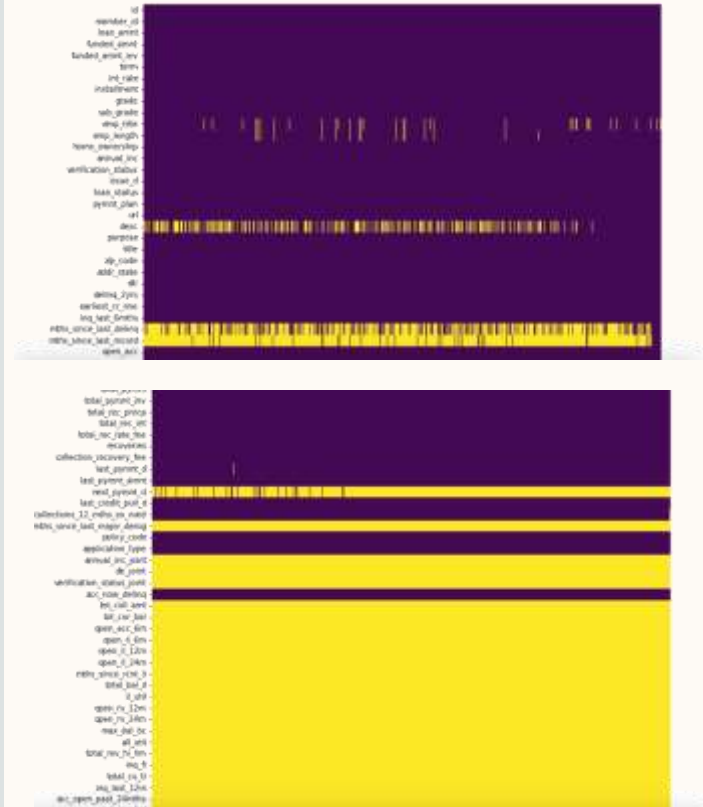 id
member_id
loan_amnt
funded_amnt
funded_amnt_inv
term
int_rate
installment
grade
sub_grade
emp_title
emp_length
home_ownership
annual_inc
verification_status
issue_d
loan_status
pymnt_plan
url
desc
purpose
title
zip_code
addr_state
dti
delinq_2yrs
earliest_cr_line
inq_last_6mths
mths_since_last_delinq
mths_since_last_record
open_acc
total_pymnt_inv
total_rec_prncp
total_rec_int
total_rec_late_fee
recoveries
collection_recovery_fee
last_pymnt_d
last_pymnt_amnt
next_pymnt_d
last_credit_pull_d
collections_12_mths_ex_med
mths_since_last_major_derog
policy_code
application_type
annual_inc_joint
dti_joint
verification_status_joint
acc_now_delinq
tot_coll_amt
tot_cur_bal
open_acc_6m
open_il_6m
open_il_12m
open_il_24m
mths_since_rcnt_il
total_bal_il
il_util
open_rv_12m
open_rv_24m
max_bal_bc
all_util
total_rev_hi_lim
inq_fi
total_cu_tl
inq_last_12m
acc_open_past_24mths